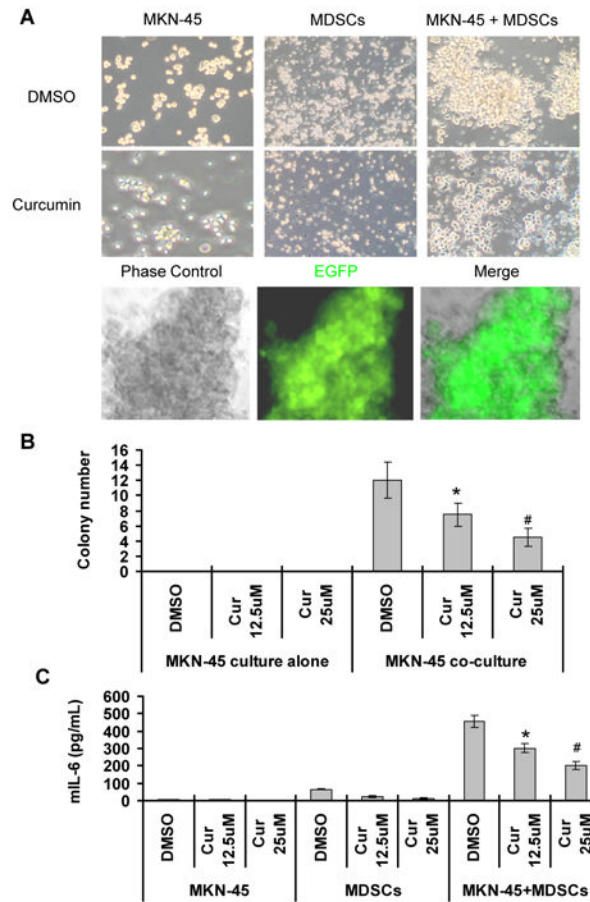 A
MKN-45 MDSCs MKN-45 + MDSCs
DMSO
Curcumin
Phase Control EGFP Merge
B
Colony number
16
14
12
10
8
6
4
2
0
* #
DMSO Cur 12.5uM Cur 25uM DMSO Cur 12.5uM Cur 25uM
MKN-45 culture alone MKN-45 co-culture
C
mIL-6 (pg/mL)
600
500
400
300
200
100
0
* #
DMSO Cur 12.5uM Cur 25uM DMSO Cur 12.5uM Cur 25uM DMSO Cur 12.5uM Cur 25uM
MKN-45 MDSCs MKN-45+MDSCs